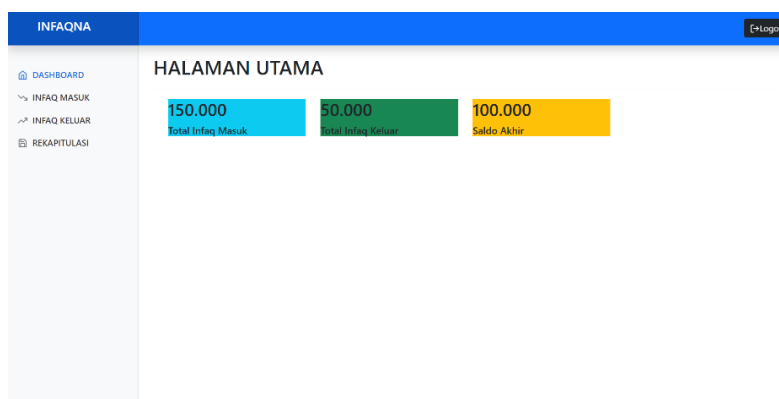 INFAQNA
[→Logo
DASHBOARD
INFAQ MASUK
INFAQ KELUAR
REKAPITULASI
HALAMAN UTAMA
150.000
Total Infaq Masuk
50.000
Total Infaq Keluar
100.000
Saldo Akhir